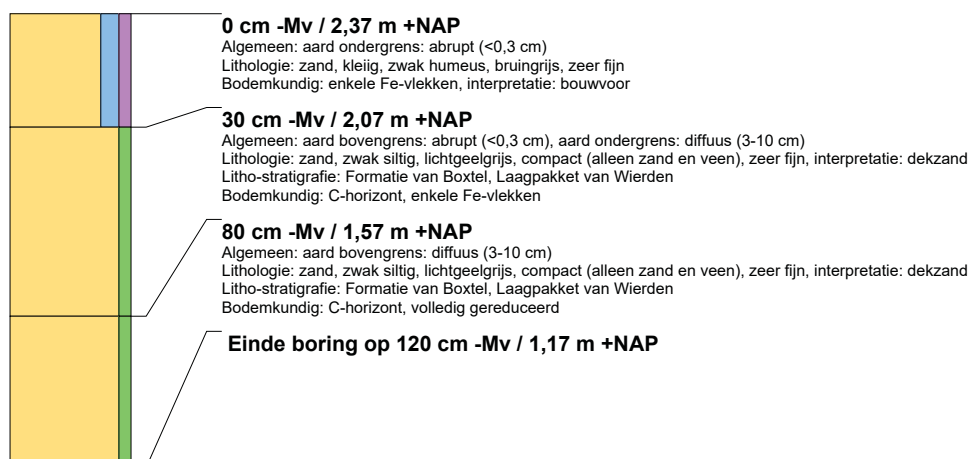 0 cm -Mv / 2,37 m +NAP
Algemeen: aard ondergrens: abrupt (<0,3 cm)
Lithologie: zand, kleiig, zwak humeus, bruingrijs, zeer fijn
Bodemkundig: enkele Fe-vlekken, interpretatie: bouwvoor
30 cm -Mv / 2,07 m +NAP
Algemeen: aard bovengrens: abrupt (<0,3 cm), aard ondergrens: diffuus (3-10 cm)
Lithologie: zand, zwak siltig, lichtgeelgrijs, compact (alleen zand en veen), zeer fijn, interpretatie: dekzand
Litho-stratigrafie: Formatie van Boxtel, Laagpakket van Wierden
Bodemkundig: C-horizont, enkele Fe-vlekken
80 cm -Mv / 1,57 m +NAP
Algemeen: aard bovengrens: diffuus (3-10 cm)
Lithologie: zand, zwak siltig, lichtgeelgrijs, compact (alleen zand en veen), zeer fijn, interpretatie: dekzand
Litho-stratigrafie: Formatie van Boxtel, Laagpakket van Wierden
Bodemkundig: C-horizont, volledig gereduceerd
Einde boring op 120 cm -Mv / 1,17 m +NAP